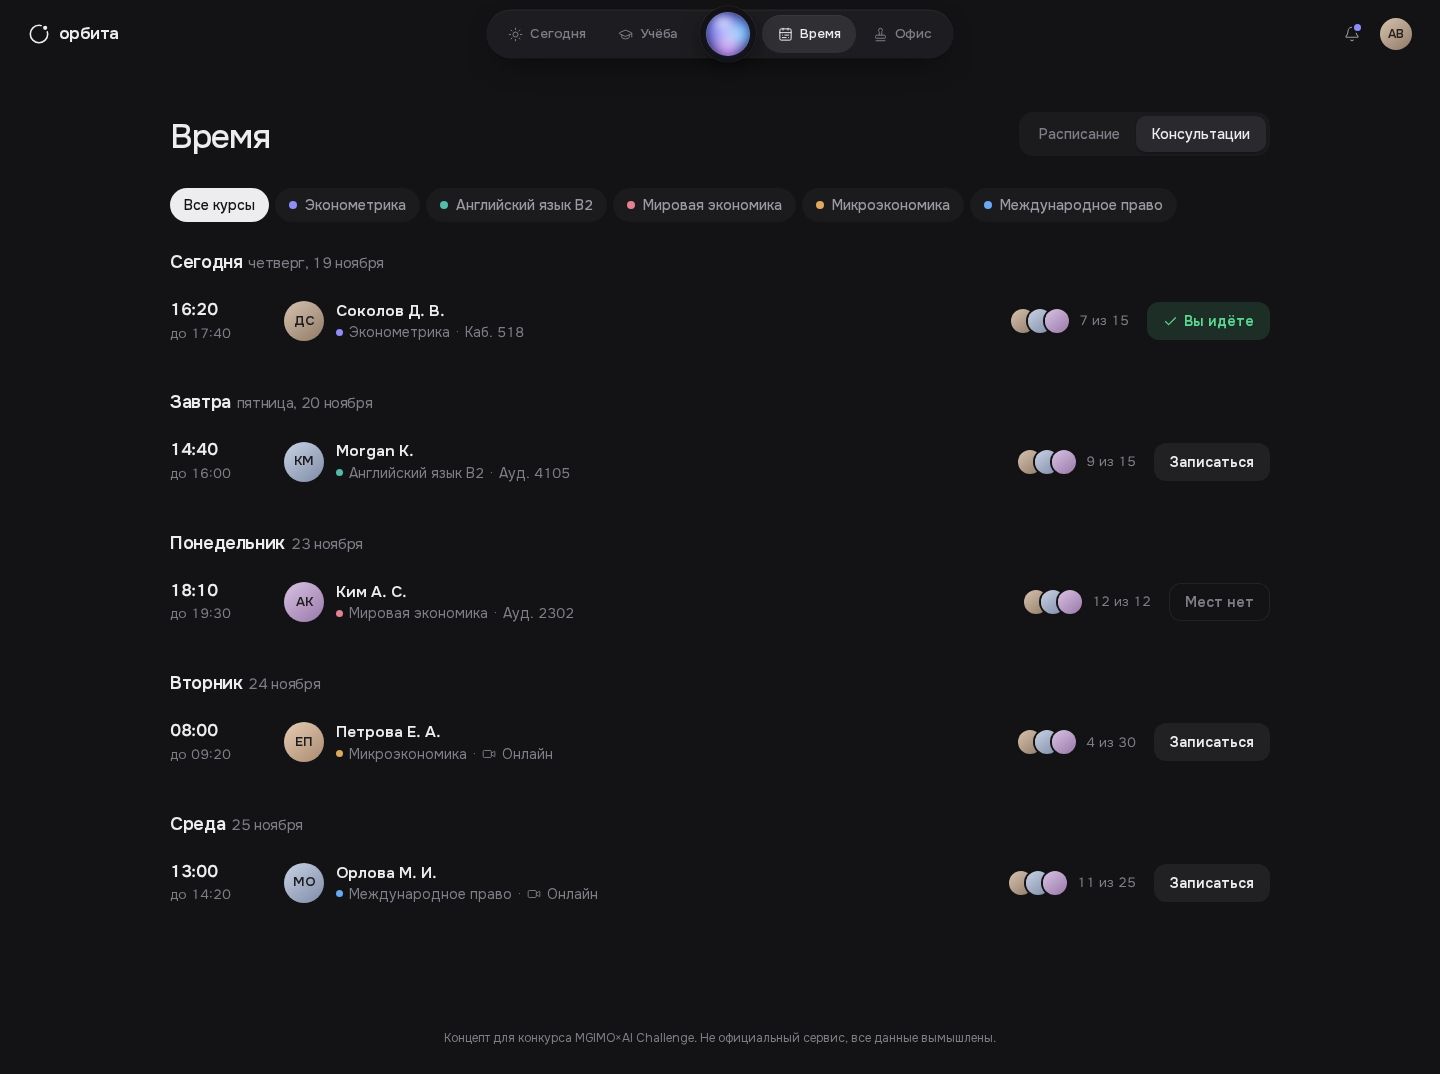 орбита
Сегодня
Учёба
Время
Офис
АВ
Время
Расписание
Консультации
Все курсы
Эконометрика
Английский язык B2
Мировая экономика
Микроэкономика
Международное право
Сегодня четверг, 19 ноября
16:20
до 17:40
ДС
Соколов Д. В.
Эконометрика · Каб. 518
7 из 15
Вы идёте
Завтра пятница, 20 ноября
14:40
до 16:00
КМ
Morgan K.
Английский язык B2 · Ауд. 4105
9 из 15
Записаться
Понедельник 23 ноября
18:10
до 19:30
АК
Ким А. С.
Мировая экономика · Ауд. 2302
12 из 12
Мест нет
Вторник 24 ноября
08:00
до 09:20
ЕП
Петрова Е. А.
Микроэкономика · Онлайн
4 из 30
Записаться
Среда 25 ноября
13:00
до 14:20
МО
Орлова М. И.
Международное право · Онлайн
11 из 25
Записаться
Концепт для конкурса MGIMO×AI Challenge. Не официальный сервис, все данные вымышлены.